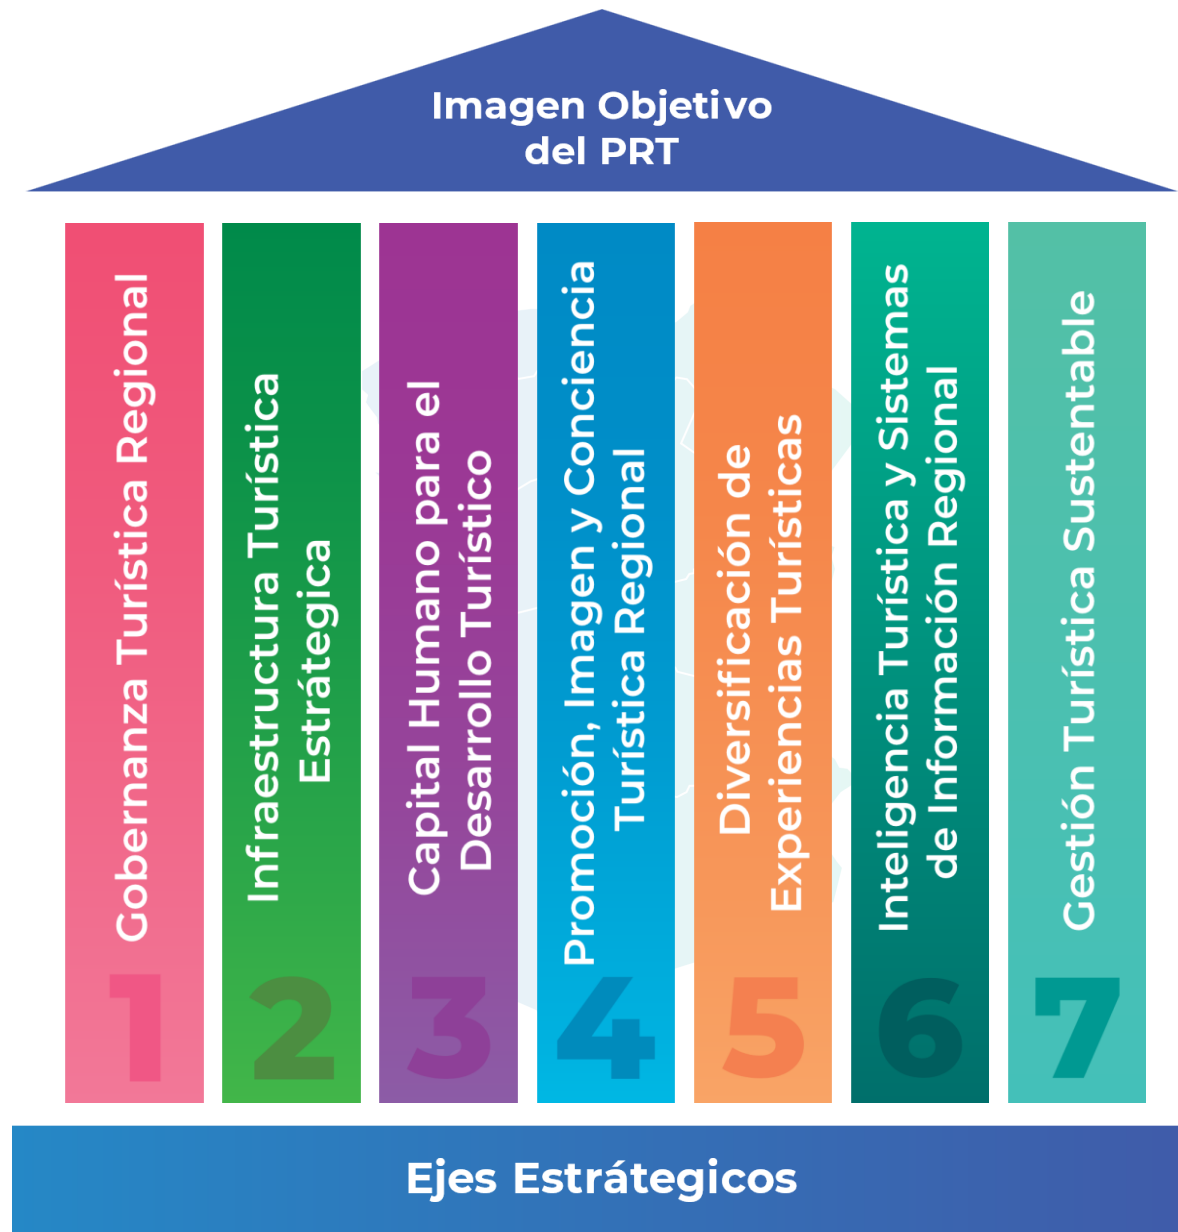 Imagen Objetivo
del PRT
Gobernanza Turística Regional
1
Infraestructura Turística
Estrátegica
2
Capital Humano para el
Desarrollo Turístico
3
Promoción, Imagen y Conciencia
Turística Regional
4
Diversificación de
Experiencias Turísticas
5
Inteligencia Turística y Sistemas
de Información Regional
6
Gestión Turística Sustentable
7
Ejes Estrátegicos